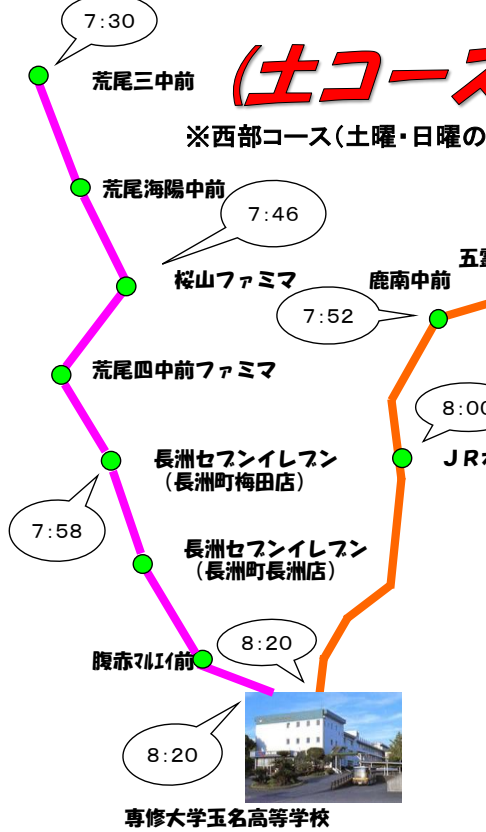 7:30
(土コース
※西部コース(土曜・日曜の
荒尾三中前
荒尾海陽中前
7:46
桜山ファミマ
五
鹿南中前
7:52
荒尾四中前ファミマ
8:00
JR
長洲セブンイレブン
(長洲町梅田店)
7:58
長洲セブンイレブン
(長洲町長洲店)
8:20
腹赤マルエイ前
8:20
専修大学玉名高等学校